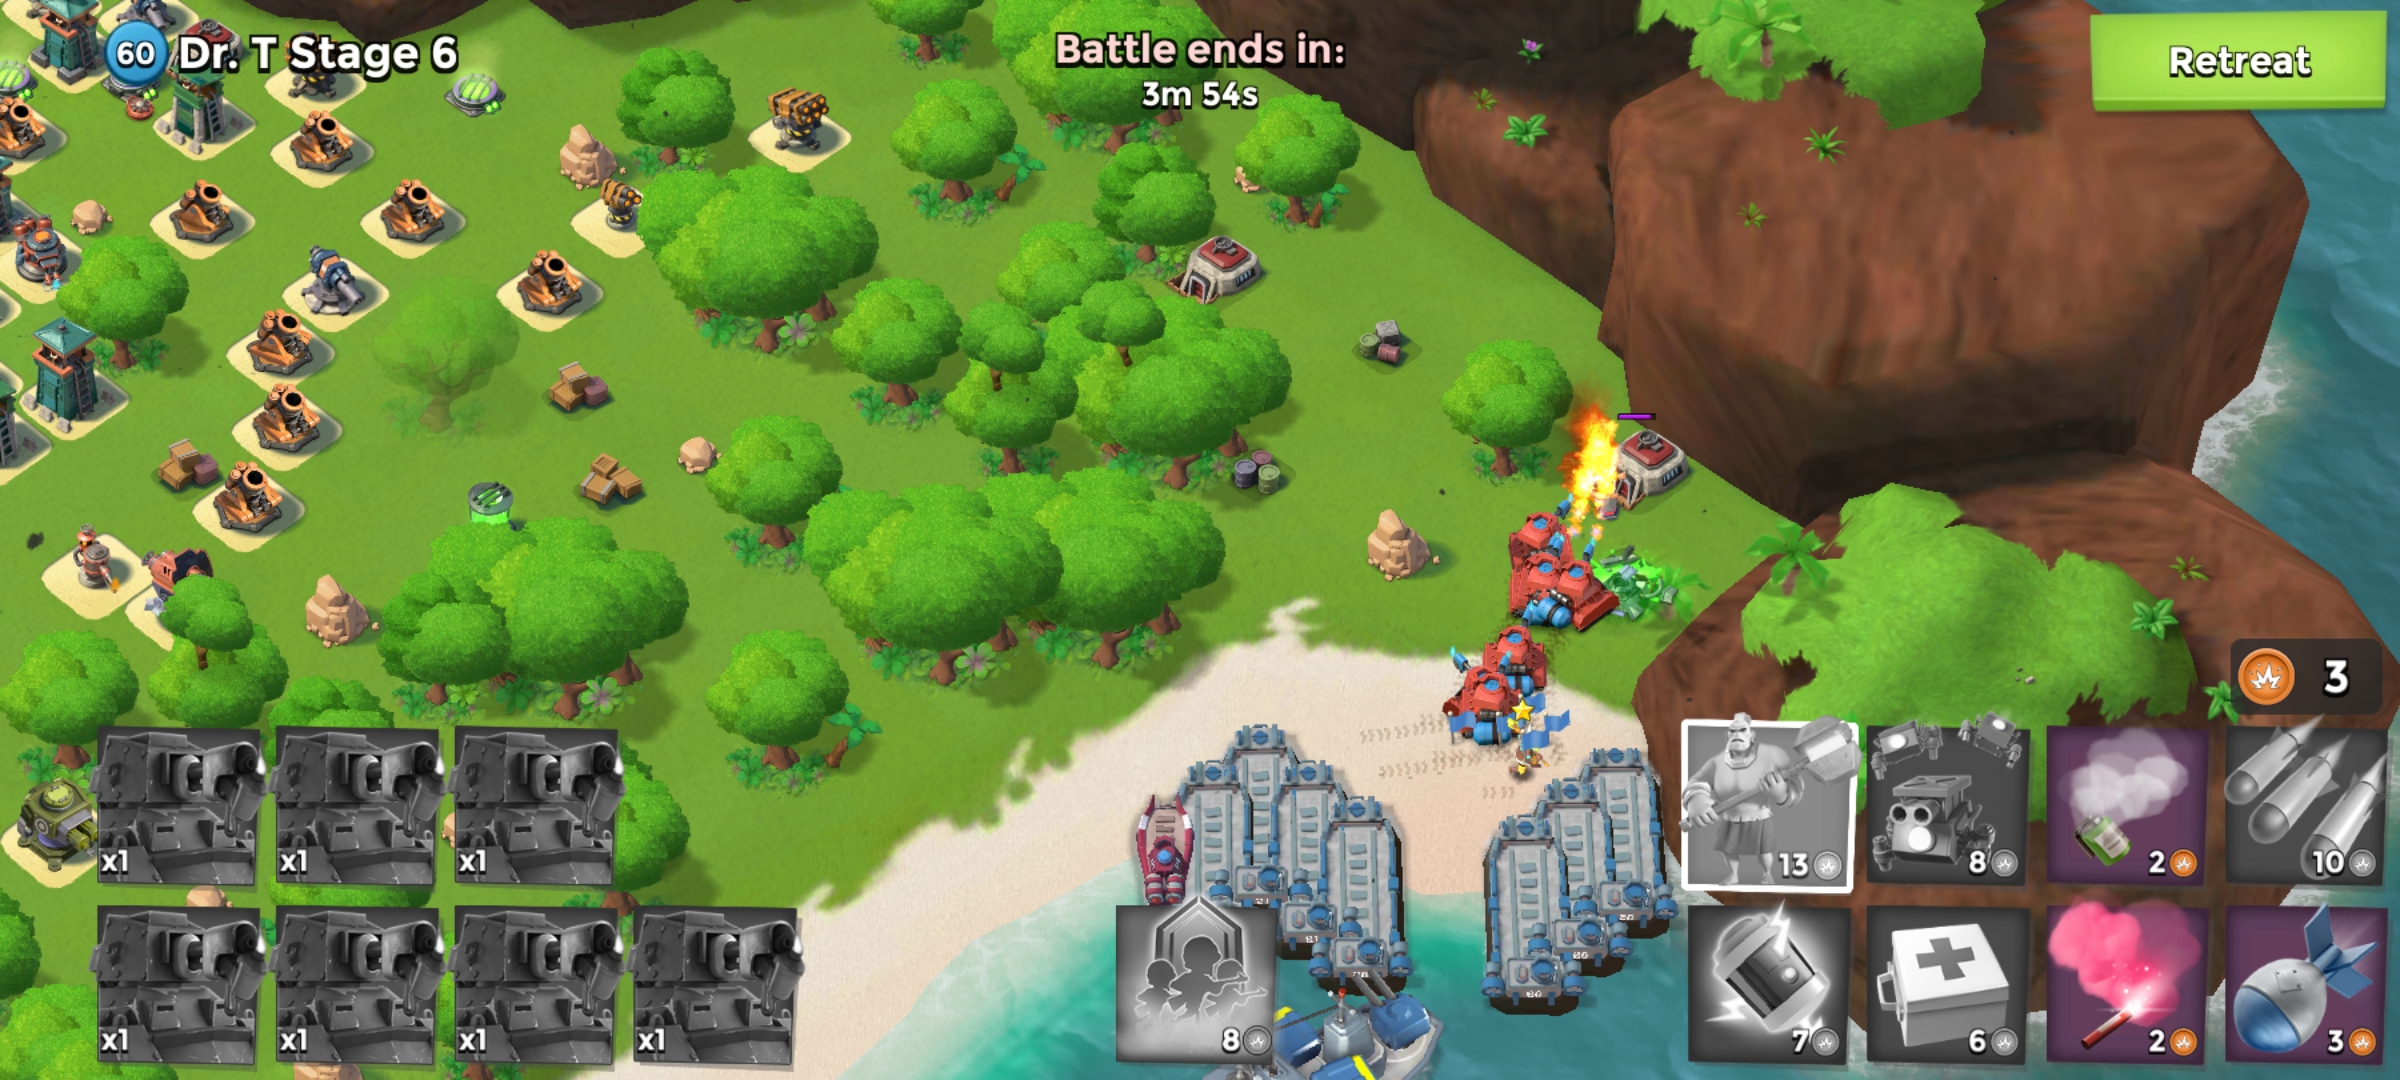 60 Dr. T Stage 6
Battle ends in:
3m 54s
Retreat
3
x1 x1 x1
13 8 2 10
x1 x1 x1 x1
8
7 6 2 3